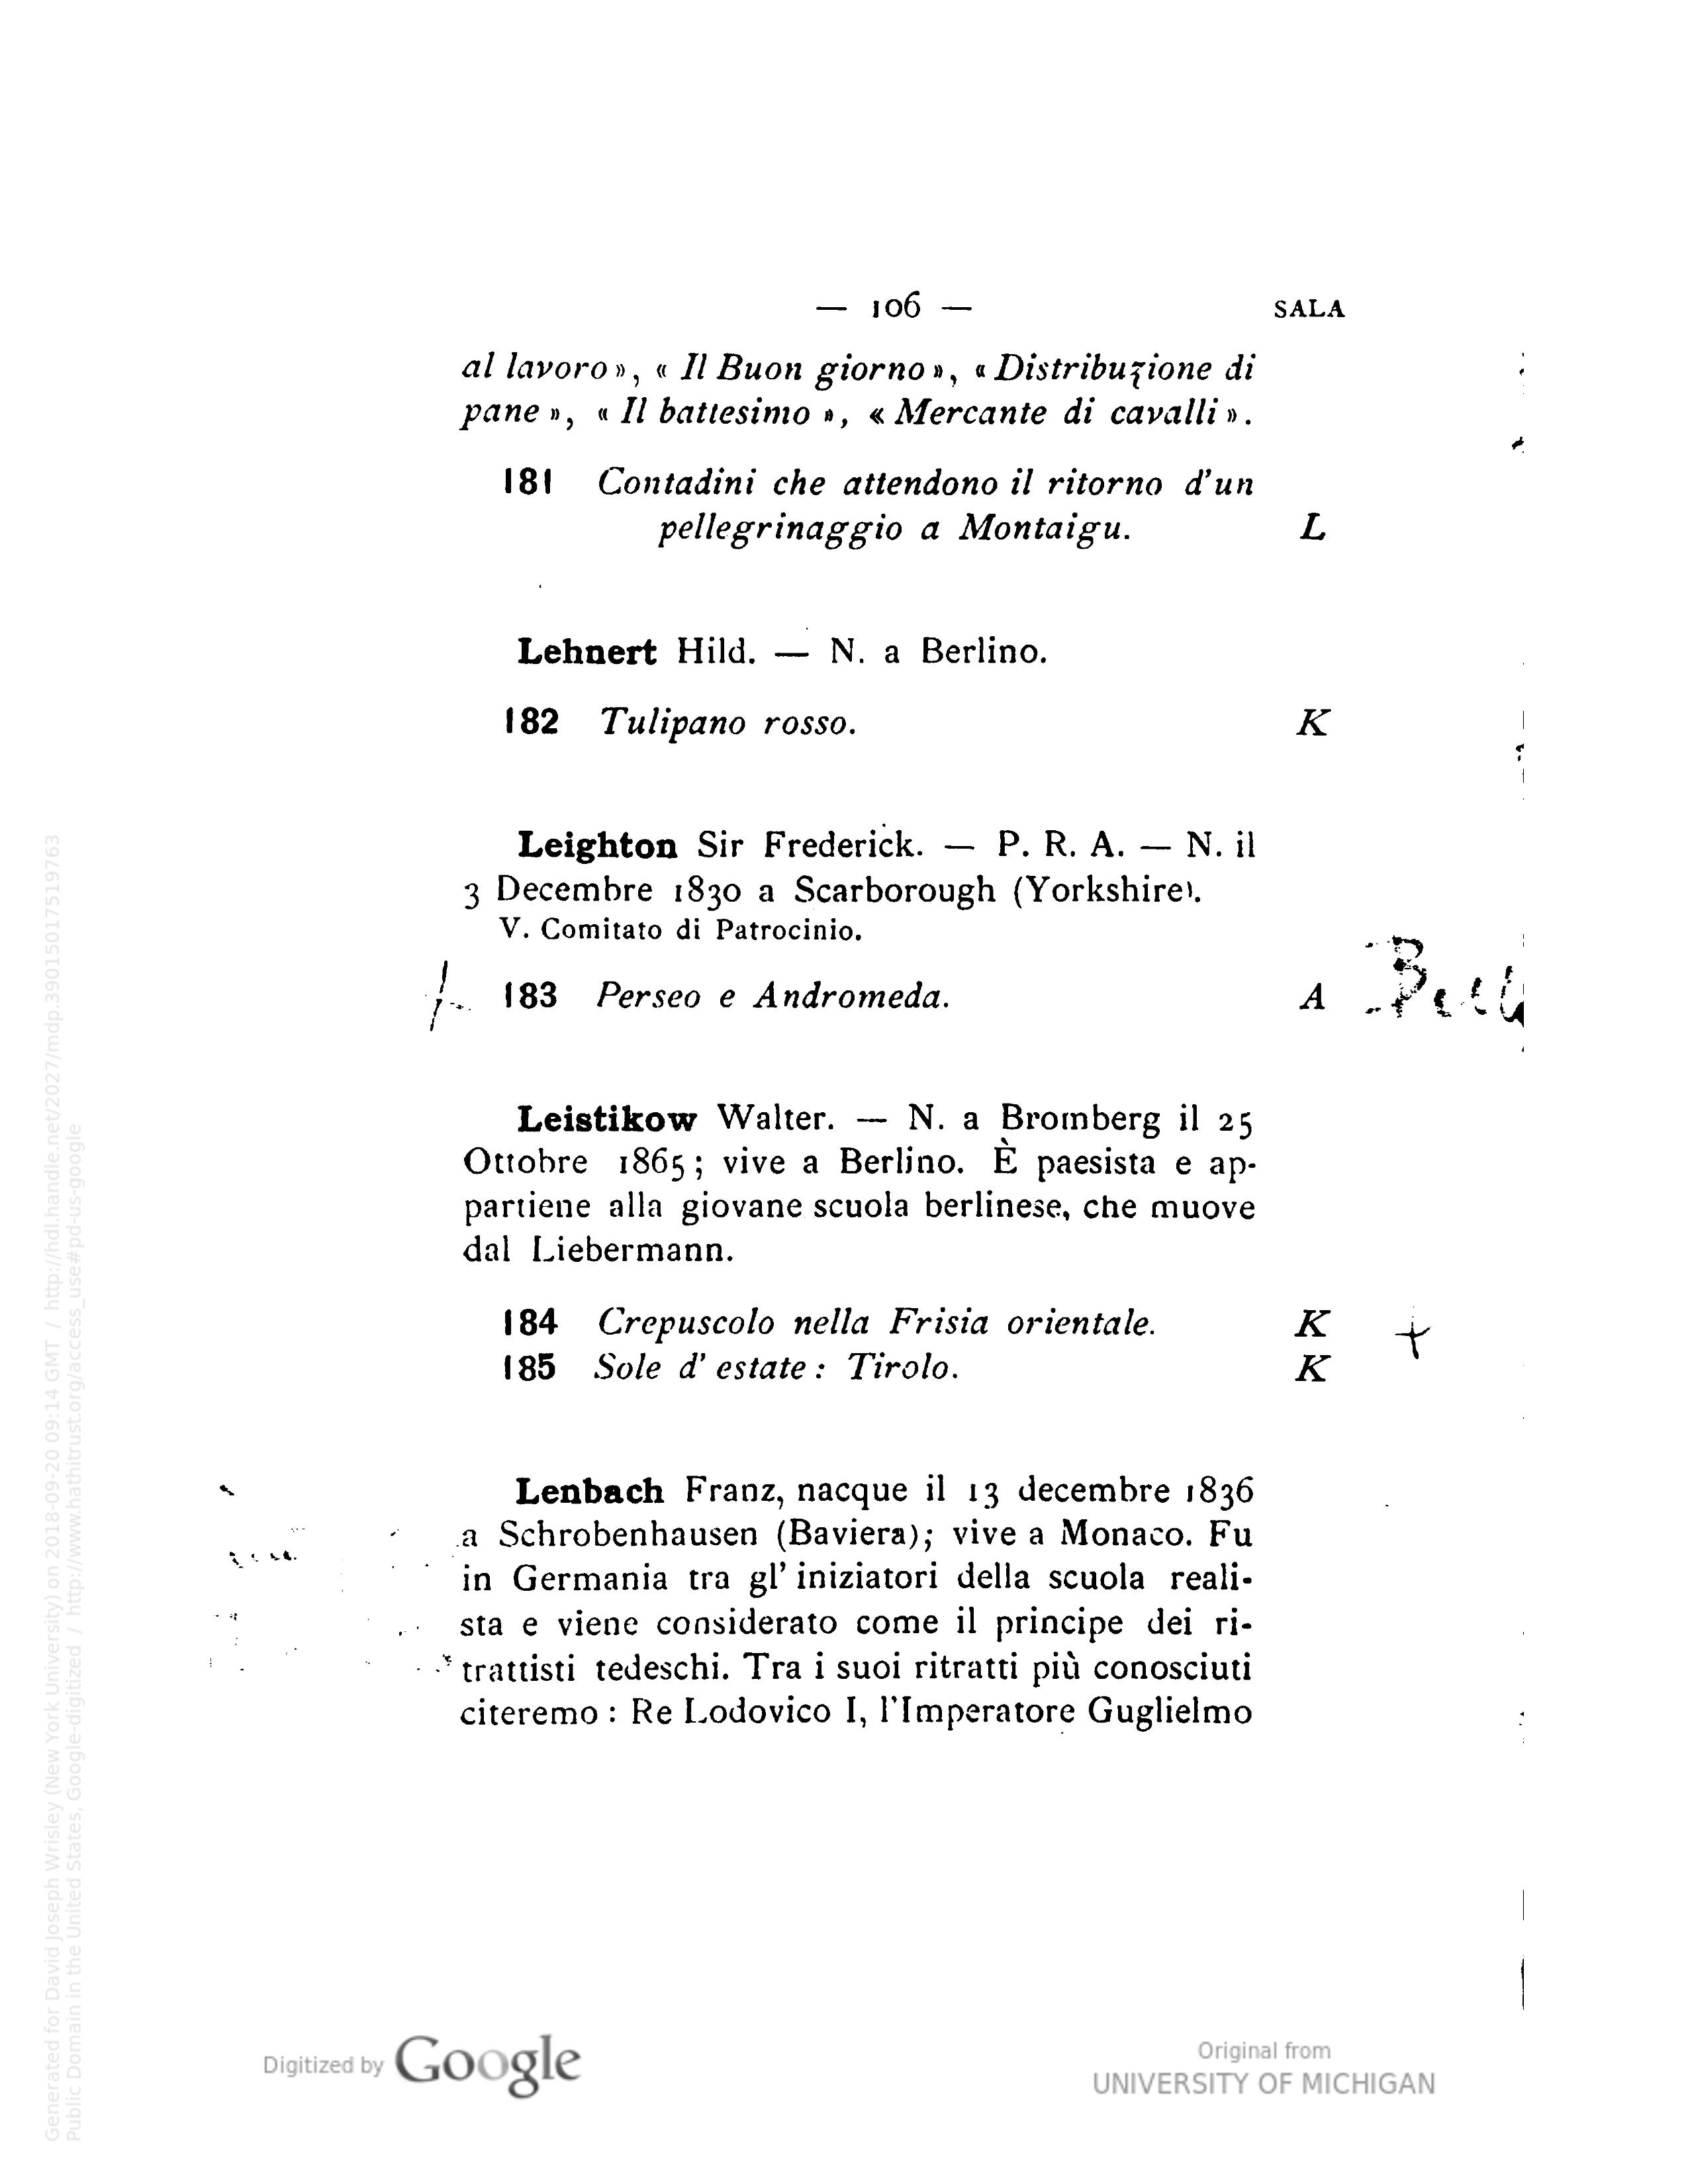 — 106 —
SALA
al lavoro», « Il Buon giorno», « Distribuzione di
pane », « Il battesimo », « Mercante di cavalli ».
181 Contadini che attendono il ritorno d'un
pellegrinaggio a Montaigu. L
Lehnert Hild. — N. a Berlino.
182 Tulipano rosso. K
Leighton Sir Frederick. — P. R. A. — N. il
3 Decembre 1830 a Scarborough (Yorkshire).
V. Comitato di Patrocinio.
183 Perseo e Andromeda. A
Leistikow Walter. — N. a Bromberg il 25
Ottobre 1865; vive a Berlino. È paesista e ap-
partiene alla giovane scuola berlinese, che muove
dal Liebermann.
184 Crepuscolo nella Frisia orientale. K +
185 Sole d' estate: Tirolo. K
Lenbach Franz, nacque il 13 decembre 1836
a Schrobenhausen (Baviera); vive a Monaco. Fu
in Germania tra gl' iniziatori della scuola reali-
sta e viene considerato come il principe dei ri-
trattisti tedeschi. Tra i suoi ritratti più conosciuti
citeremo : Re Lodovico I, l'Imperatore Guglielmo
Digitized by Google
Original from
UNIVERSITY OF MICHIGAN
Generated for David Joseph Wrisley (New York University) on 2018-09-20 09:14 GMT / http://hdl.handle.net/2027/mdp.39015017519763
Public Domain in the United States, Google-digitized / http://www.hathitrust.org/access_use#pd-us-google